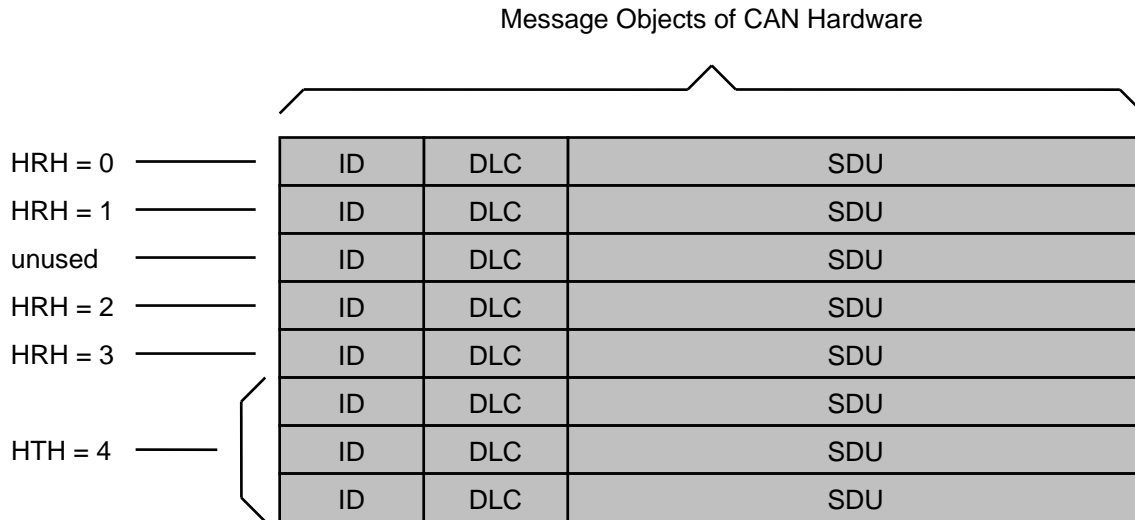 Message Objects of CAN Hardware
HRH = 0 ID DLC SDU
HRH = 1 ID DLC SDU
unused ID DLC SDU
HRH = 2 ID DLC SDU
HRH = 3 ID DLC SDU
ID DLC SDU
HTH = 4 ID DLC SDU
ID DLC SDU